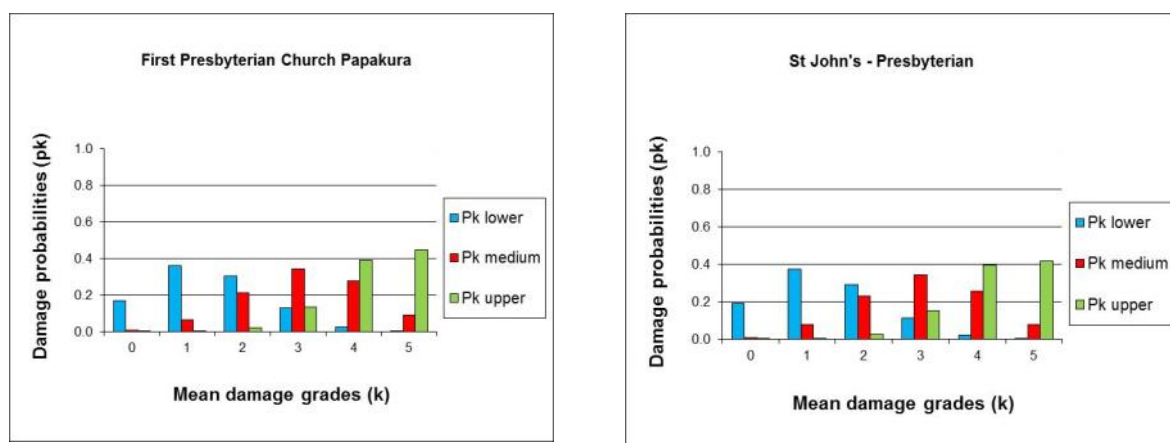 First Presbyterian Church Papakura
Damage probabilities (pk)
1.0
0.8
0.6
0.4
0.2
0.0
0 1 2 3 4 5
Mean damage grades (k)
Pk lower
Pk medium
Pk upper
St John's - Presbyterian
Damage probabilities (pk)
1.0
0.8
0.6
0.4
0.2
0.0
0 1 2 3 4 5
Mean damage grades (k)
Pk lower
Pk medium
Pk upper